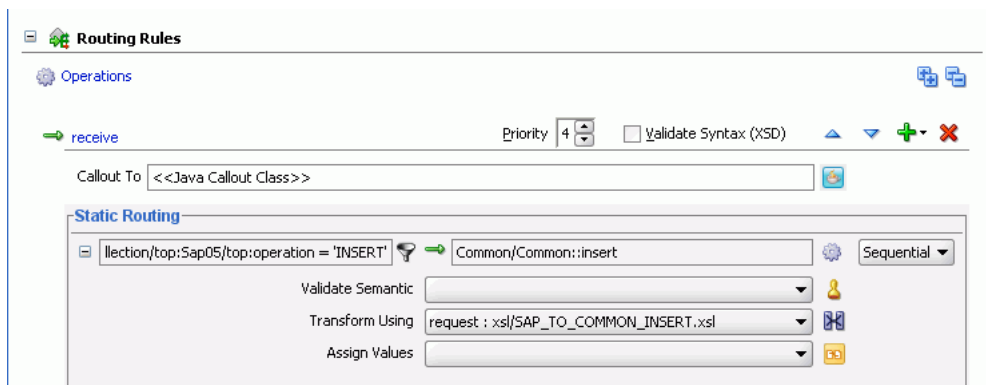 Routing Rules
Operations
receive Priority 4 Validate Syntax (XSD)
Callout To <<Java Callout Class>>
Static Routing
llection/top:Sap05/top:operation = 'INSERT' Common/Common::insert Sequential
Validate Semantic
Transform Using request : xsl/SAP_TO_COMMON_INSERT.xsl
Assign Values